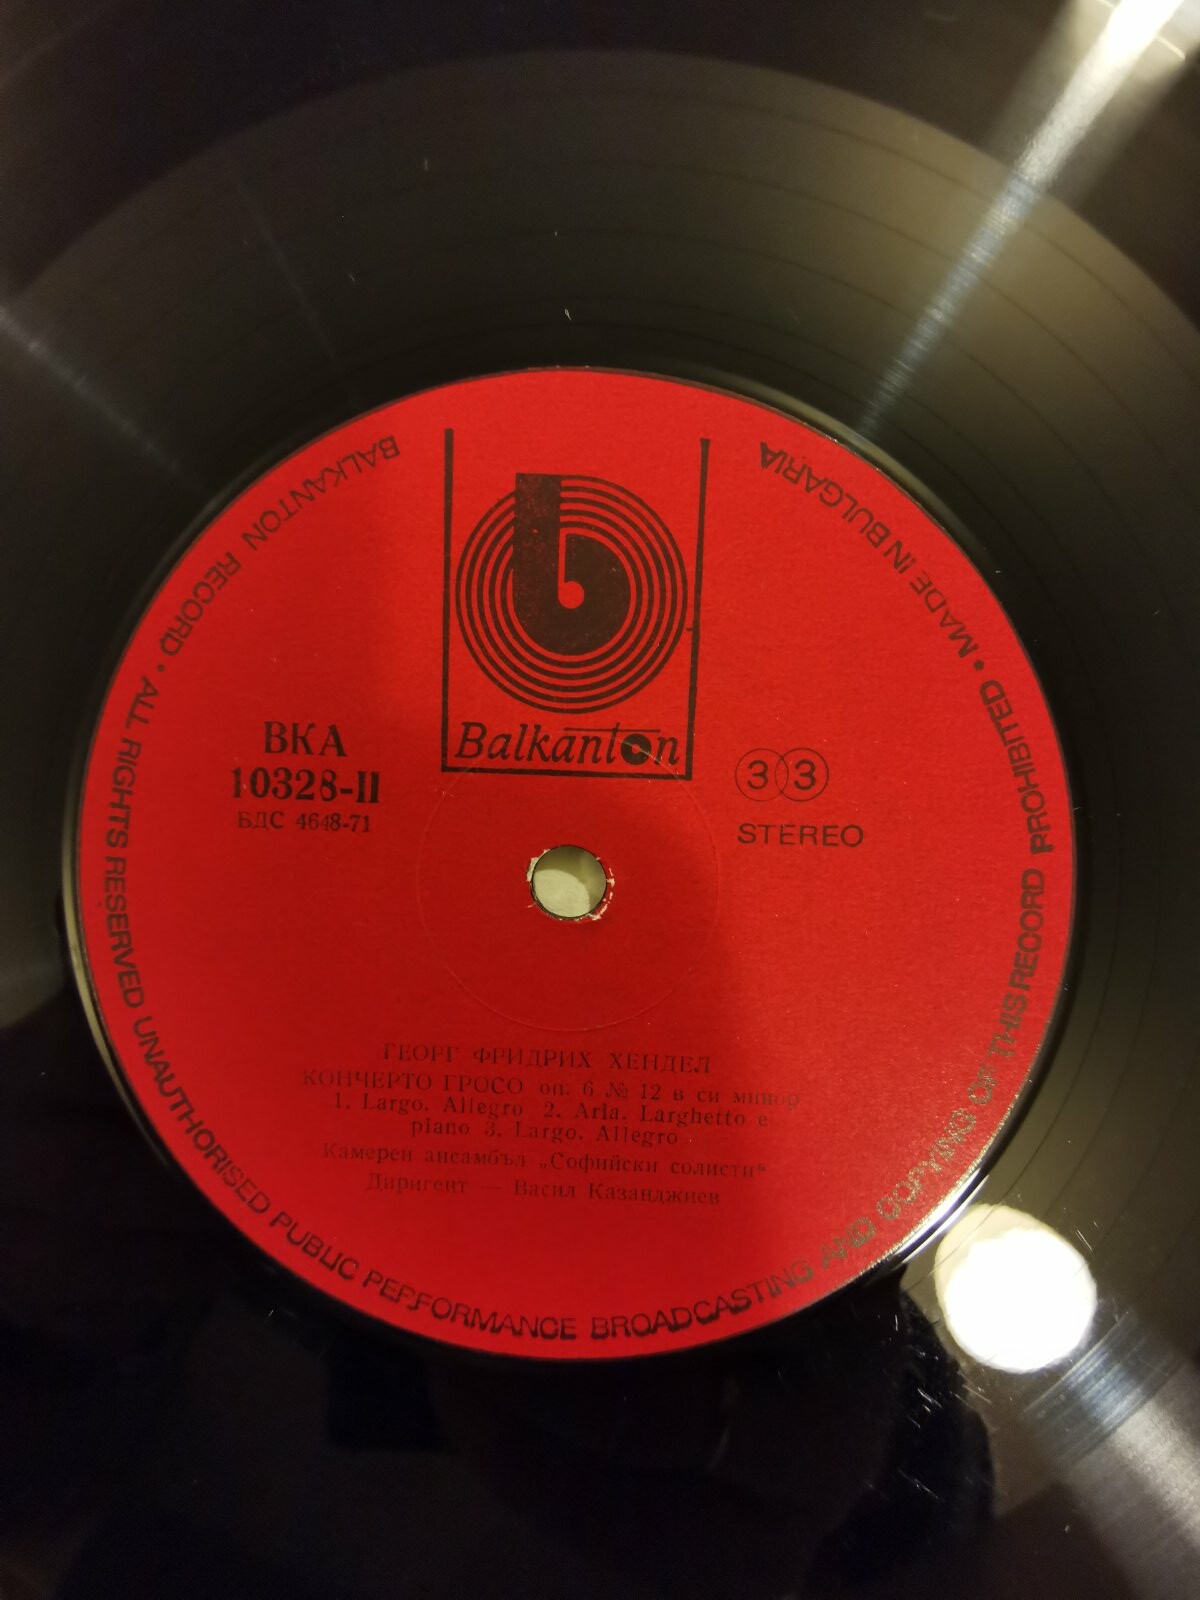 Balkanton
ВКА
10328-II
БДС 4648-71
33
STEREO
ГЕОРГ ФРИДРИХ ХЕНДЕЛ
КОНЧЕРТО ГРОСО оп. 6 № 12 в си минор
1. Largo. Allegro 2. Aria. Larghetto e
piano 3. Largo. Allegro
Камерен ансамбъл „Софийски солисти“
Диригент — Васил Казанджиев
BALKANTON RECORD • ALL RIGHTS RESERVED UNAUTHORISED PUBLIC PERFORMANCE BROADCASTING AND COPYING OF THIS RECORD PROHIBITED • MADE IN BULGARIA